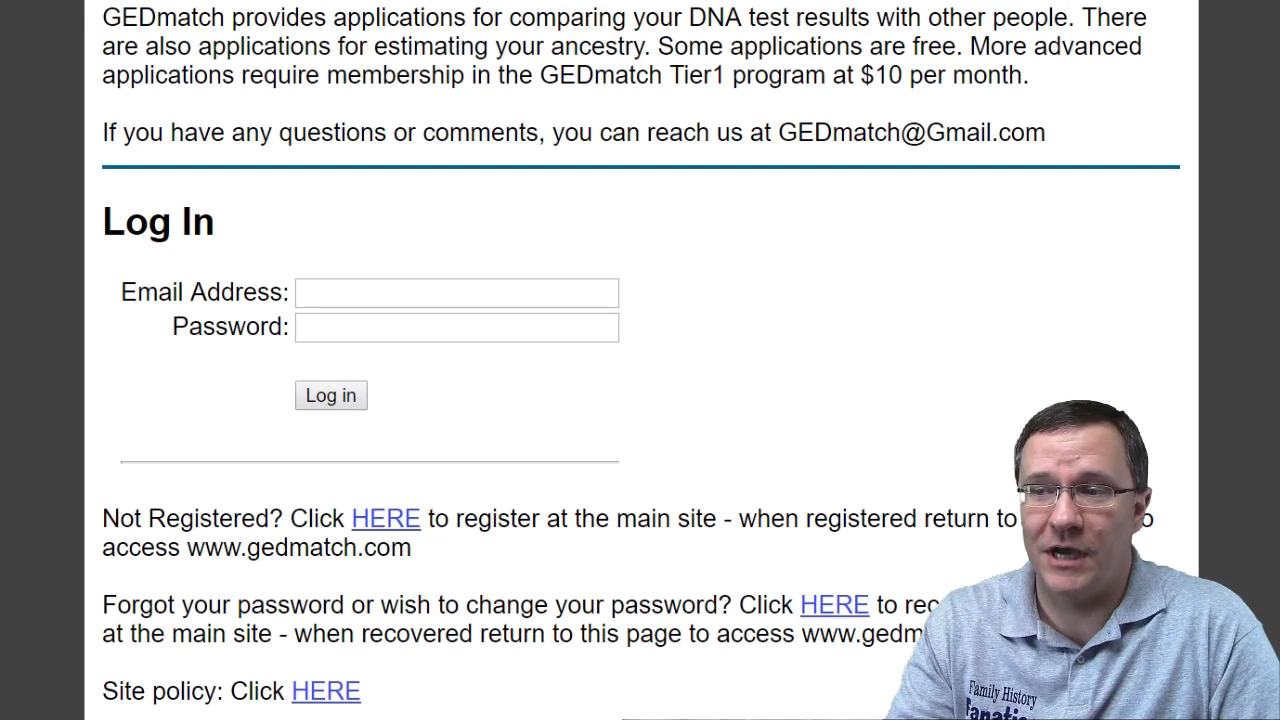 GEDmatch provides applications for comparing your DNA test results with other people. There
are also applications for estimating your ancestry. Some applications are free. More advanced
applications require membership in the GEDmatch Tier1 program at $10 per month.
If you have any questions or comments, you can reach us at GEDmatch@Gmail.com
Log In
Email Address:
Password:
Log in
Not Registered? Click HERE to register at the main site - when registered return to
access www.gedmatch.com
Forgot your password or wish to change your password? Click HERE to
at the main site - when recovered return to this page to access
Site policy: Click HERE
Family History